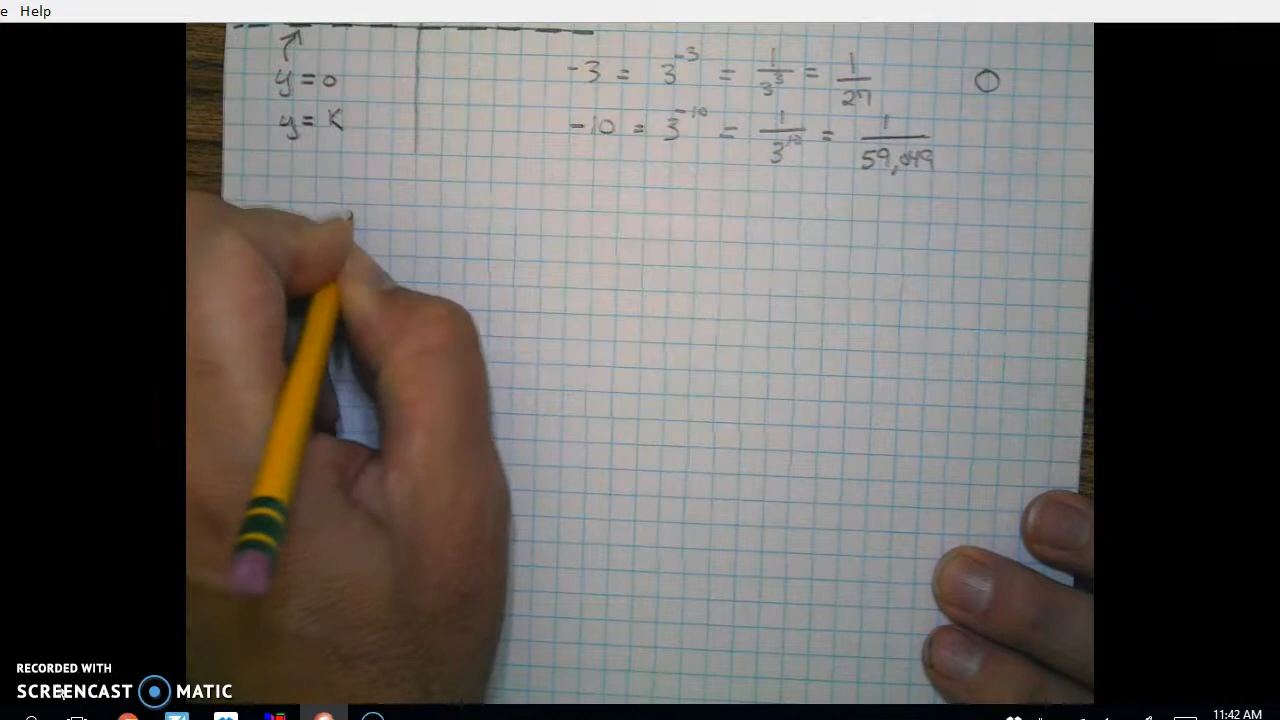 e Help
y = 0
y = K
-3 = 3^-3 = 1/3^3 = 1/27 0
-10 = 3^-10 = 1/3^10 = 1/59,049
RECORDED WITH
SCREENCAST MATIC
11:42 AM